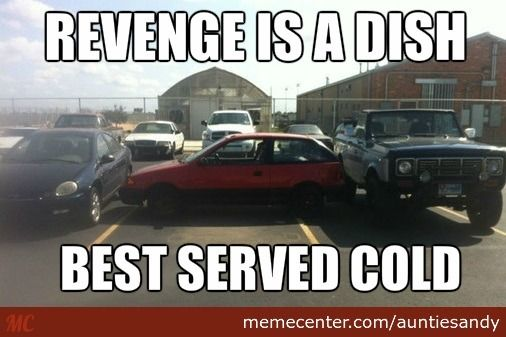 REVENGE IS A DISH
BEST SERVED COLD
MC
memecenter.com/auntiesandy